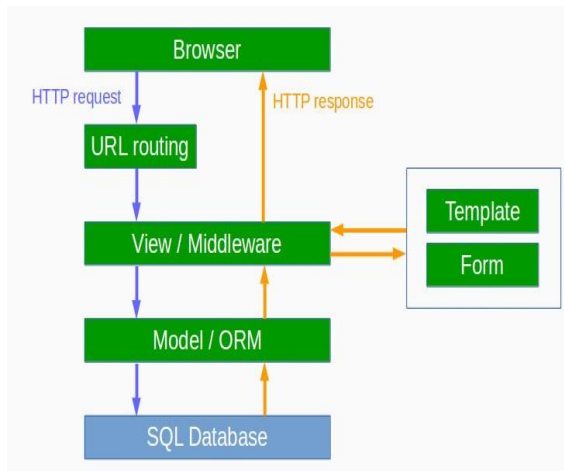 Browser
HTTP request
HTTP response
URL routing
Template
View / Middleware
Form
Model / ORM
SQL Database